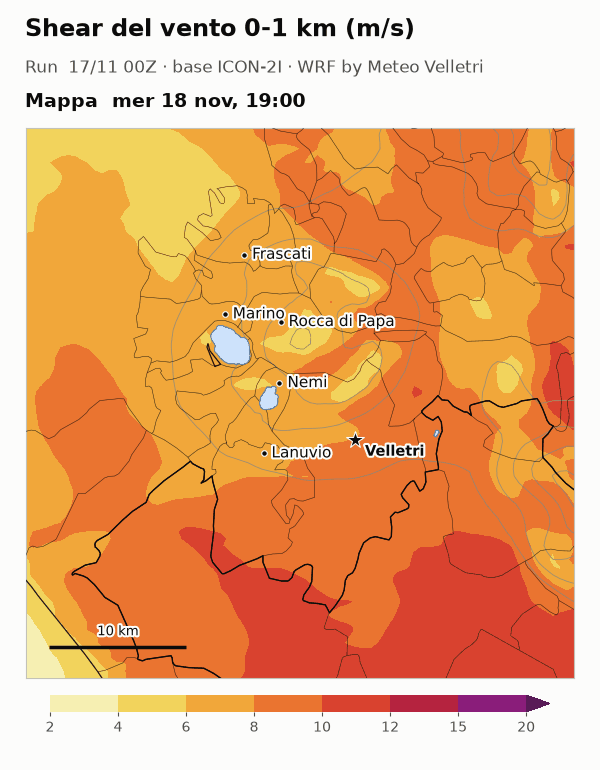 Shear del vento 0-1 km (m/s)
Run  17/11 00Z · base ICON-2I · WRF by Meteo Velletri
Mappa  mer 18 nov, 19:00
Frascati
Marino
Rocca di Papa
Nemi
Velletri
Lanuvio
10 km
2 4 6 8 10 12 15 20